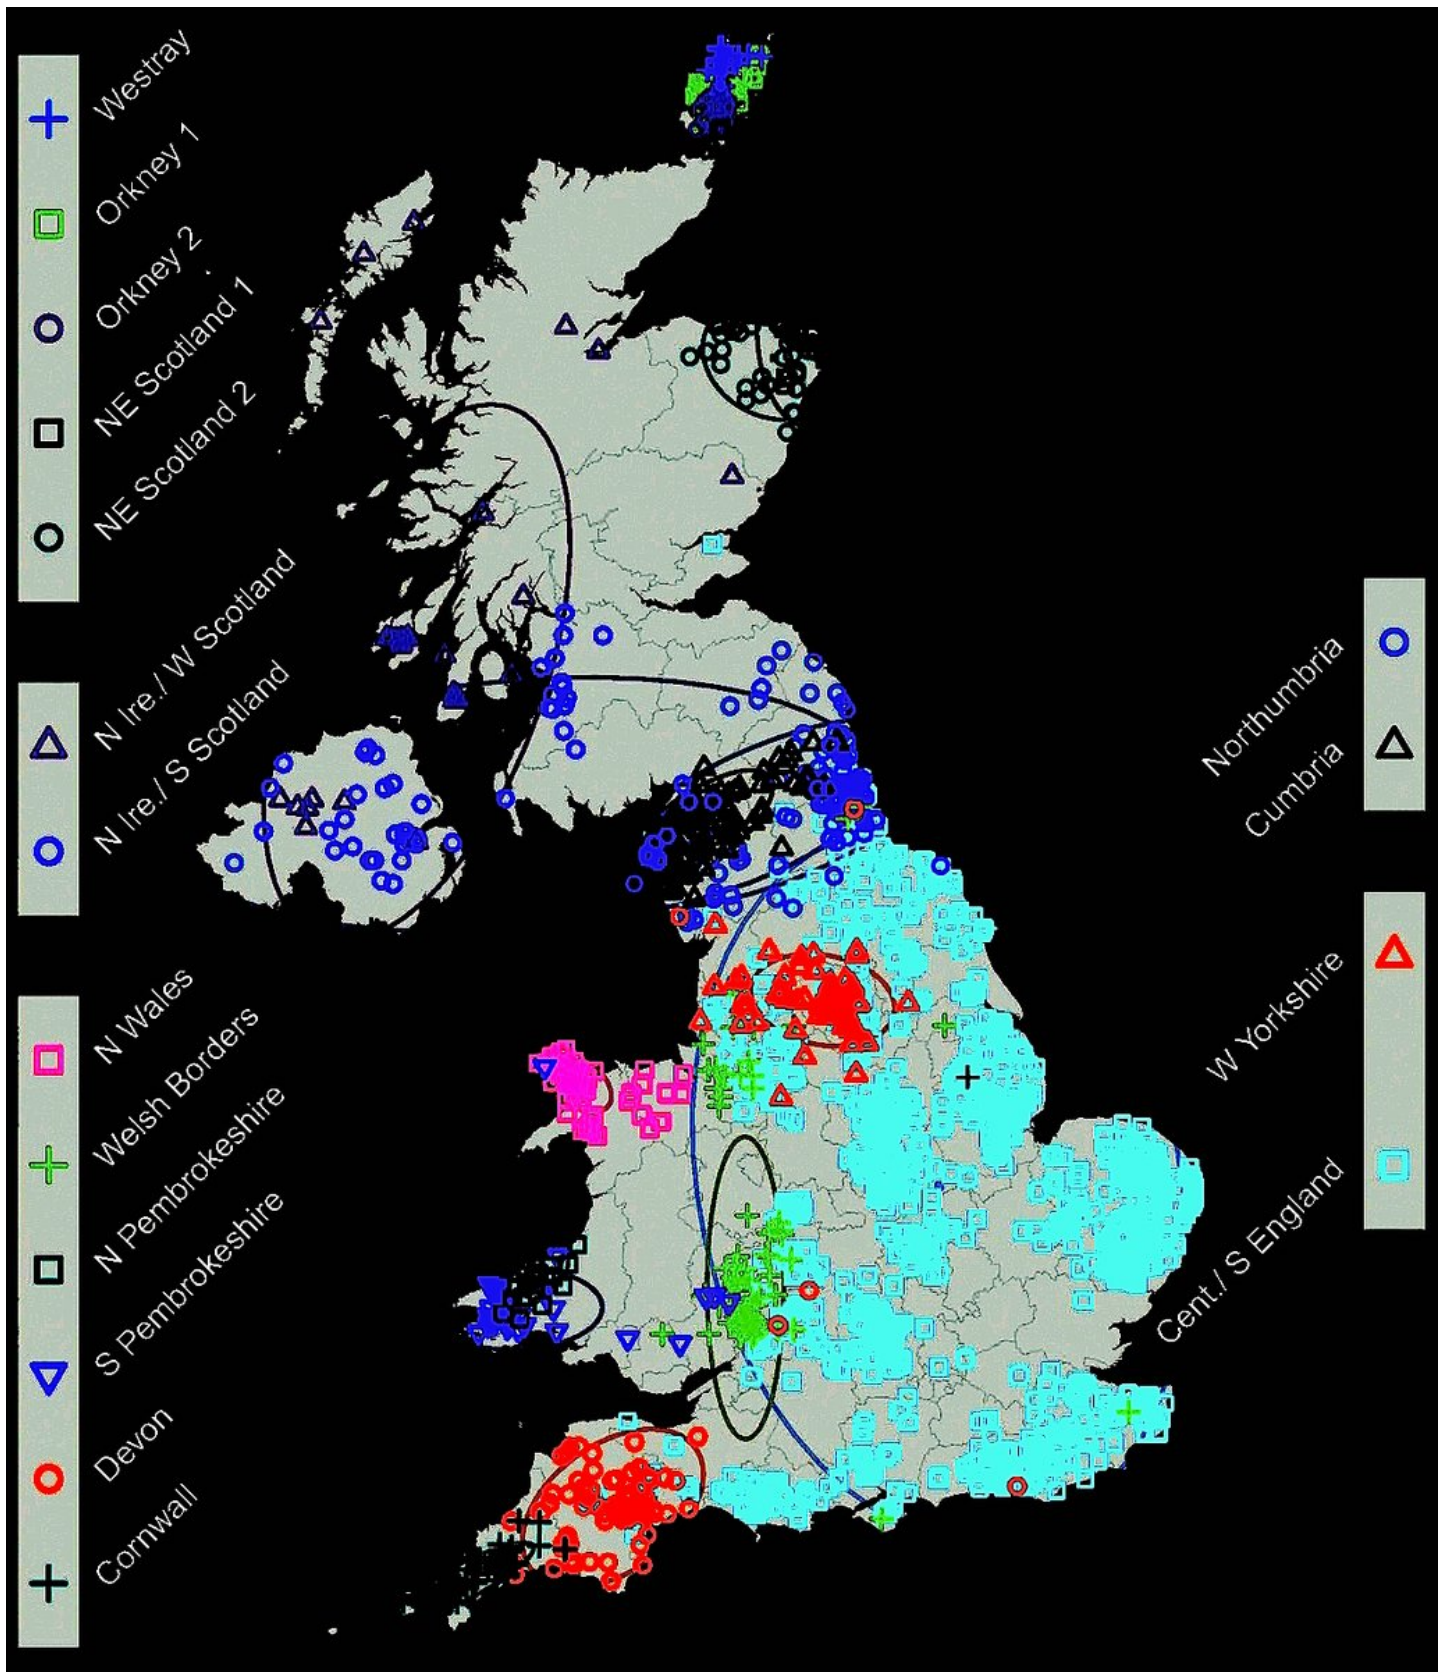 Westray
Orkney 1
Orkney 2
NE Scotland 1
NE Scotland 2
N Ire./ W Scotland
N Ire./ S Scotland
N Wales
Welsh Borders
N Pembrokeshire
S Pembrokeshire
Devon
Cornwall
Northumbria
Cumbria
W Yorkshire
Cent./ S England